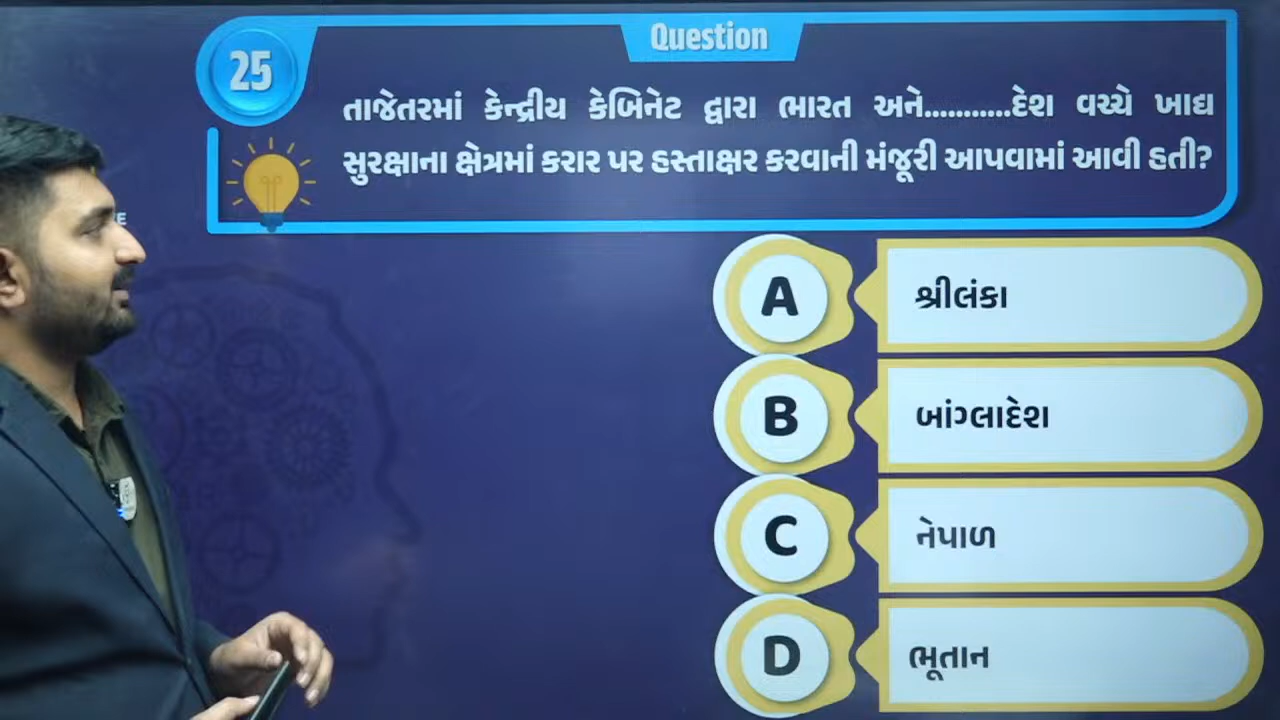 Question
25
તાજેતરમાં કેન્દ્રીય કેબિનેટ દ્વારા ભારત અને...........દેશ વચ્ચે ખાદ્ય
સુરક્ષાના ક્ષેત્રમાં કરાર પર હસ્તાક્ષર કરવાની મંજૂરી આપવામાં આવી હતી?
A શ્રીલંકા
B બાંગ્લાદેશ
C નેપાળ
D ભૂતાન